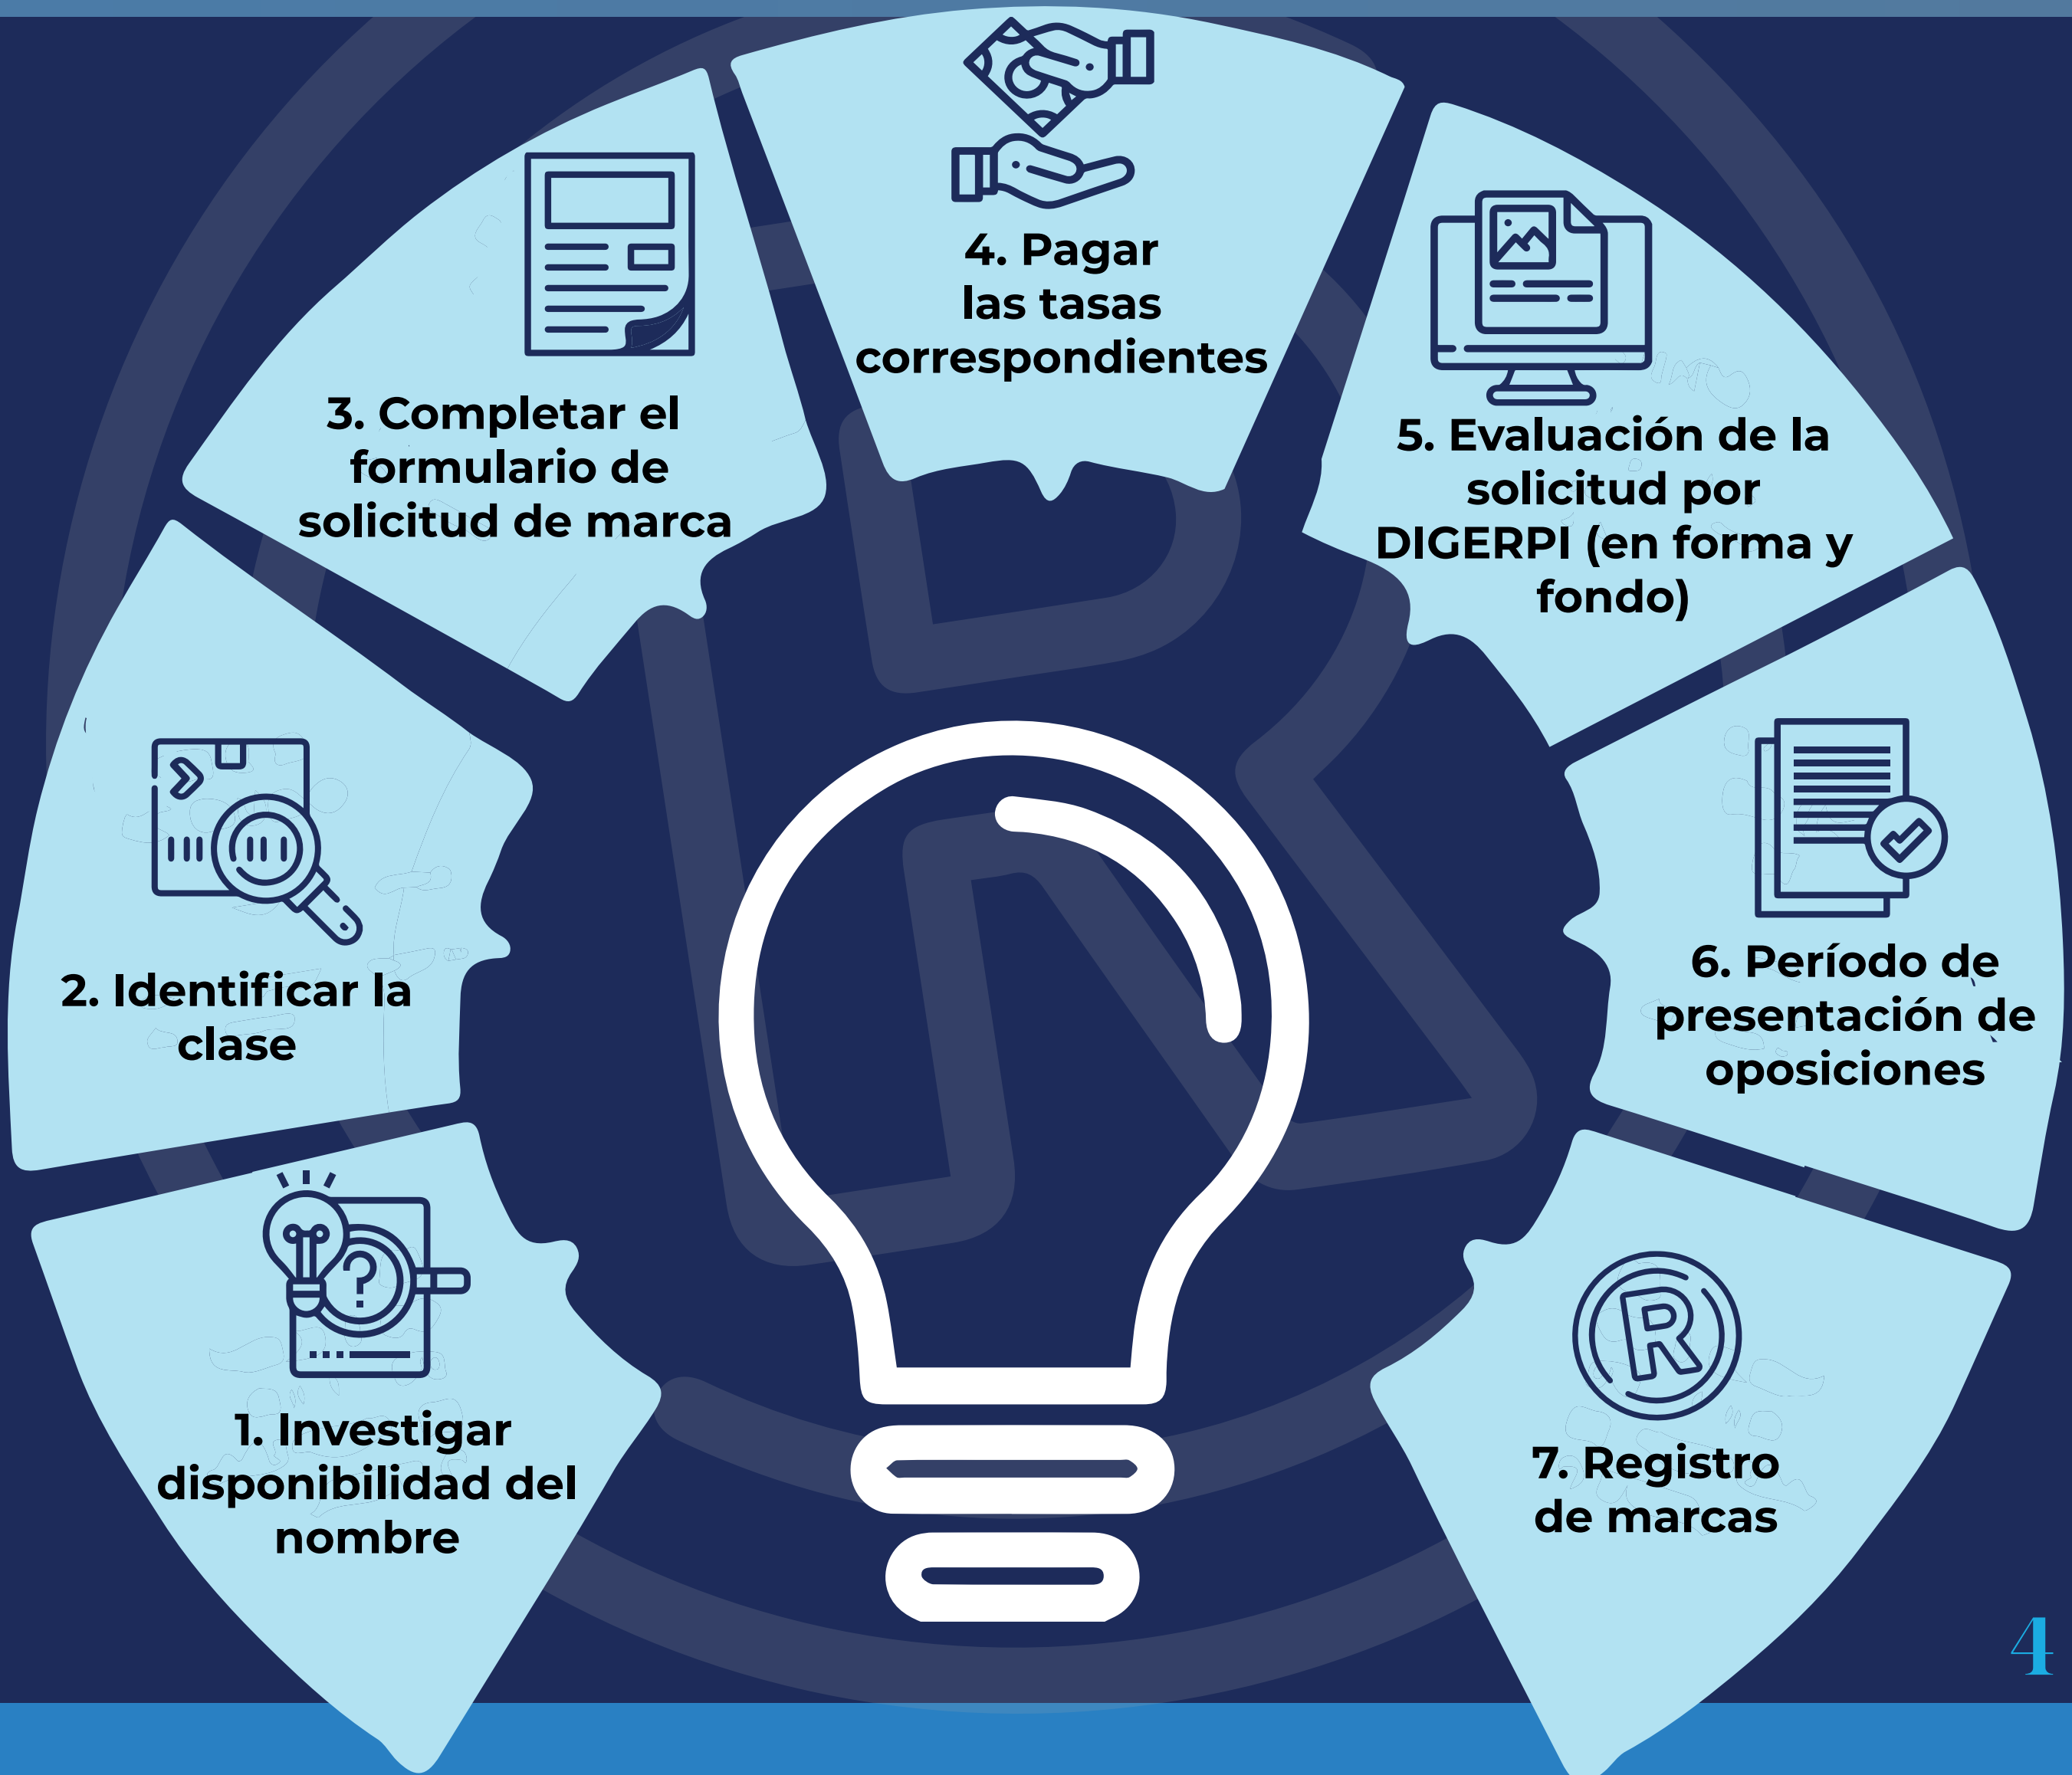 1. Investigar
disponibilidad del
nombre
2. Identificar la
clase
3. Completar el
formulario de
solicitud de marca
4. Pagar
las tasas
correspondientes
5. Evaluación de la
solicitud por
DIGERPI (en forma y
fondo)
6. Período de
presentación de
oposiciones
7. Registro
de marcas
?
R
4